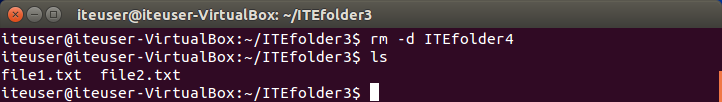 iteuser@iteuser-VirtualBox: ~/ITEfolder3
iteuser@iteuser-VirtualBox:~/ITEfolder3$ rm -d ITEfolder4
iteuser@iteuser-VirtualBox:~/ITEfolder3$ ls
file1.txt  file2.txt
iteuser@iteuser-VirtualBox:~/ITEfolder3$